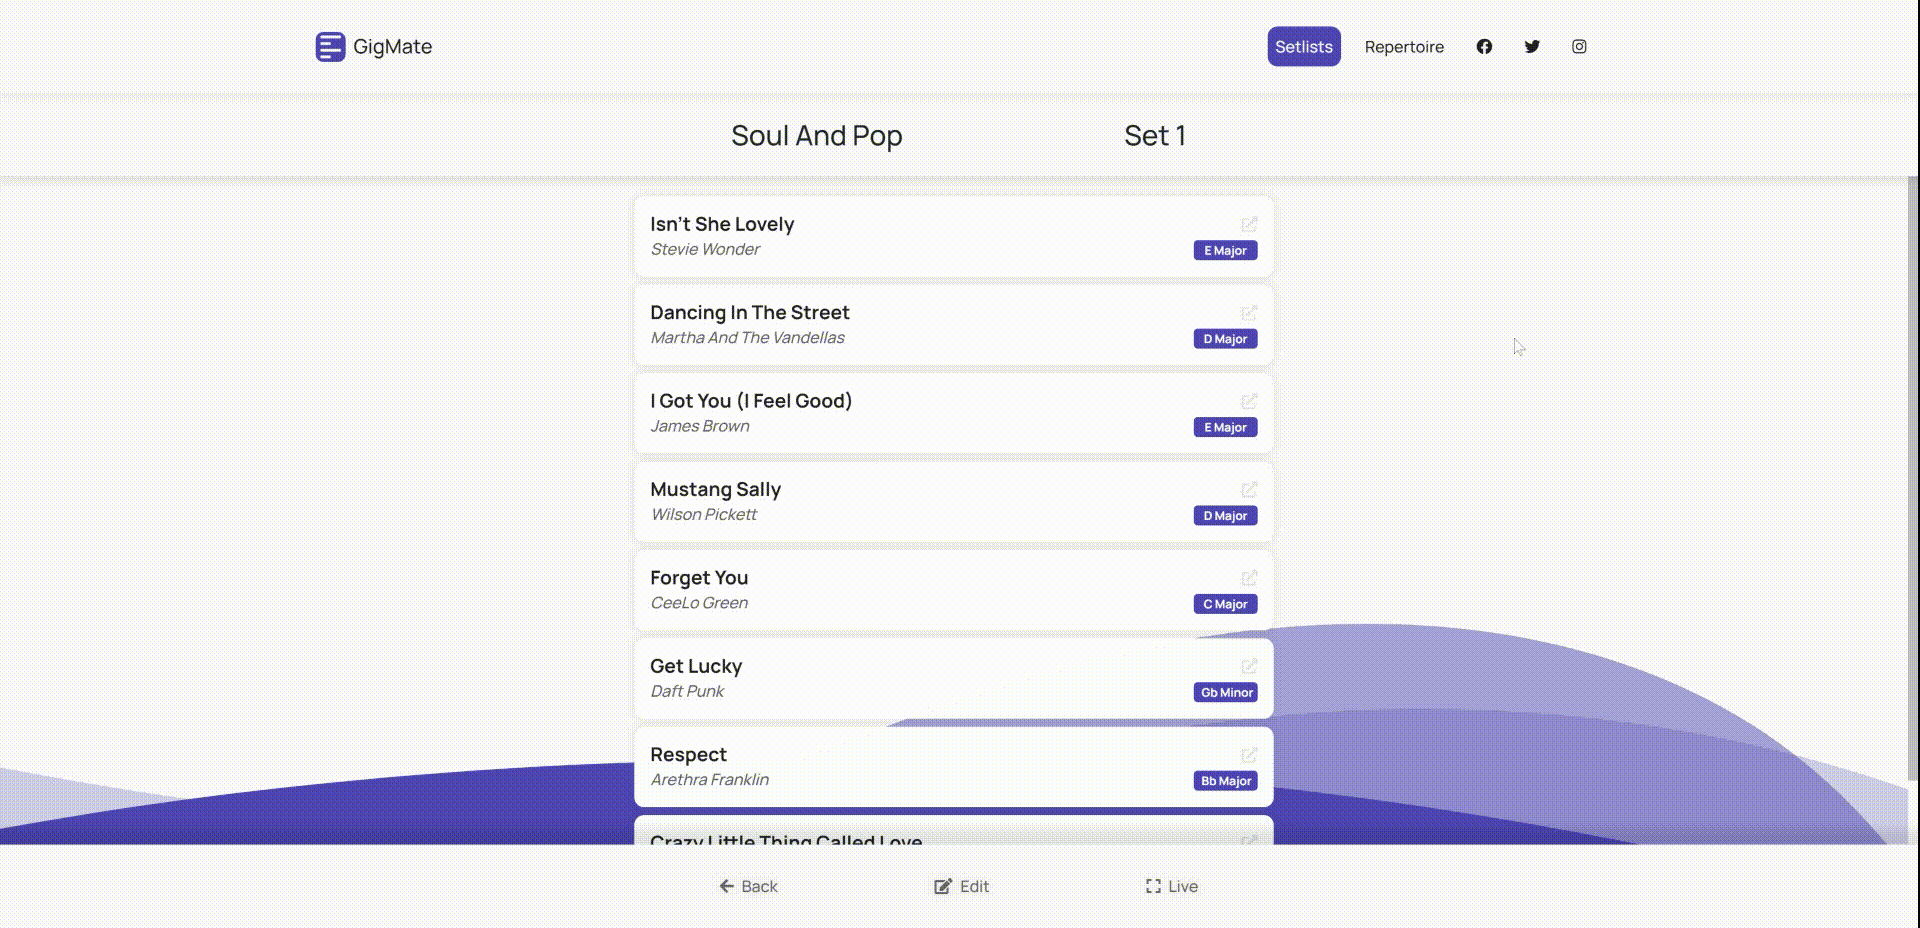 GigMate
Setlists
Repertoire
Soul And Pop
Set 1
Isn't She Lovely
Stevie Wonder
E Major
Dancing In The Street
Martha And The Vandellas
D Major
I Got You (I Feel Good)
James Brown
E Major
Mustang Sally
Wilson Pickett
D Major
Forget You
CeeLo Green
C Major
Get Lucky
Daft Punk
Gb Minor
Respect
Arethra Franklin
Bb Major
Crazy Little Thing Called Love
Back
Edit
Live